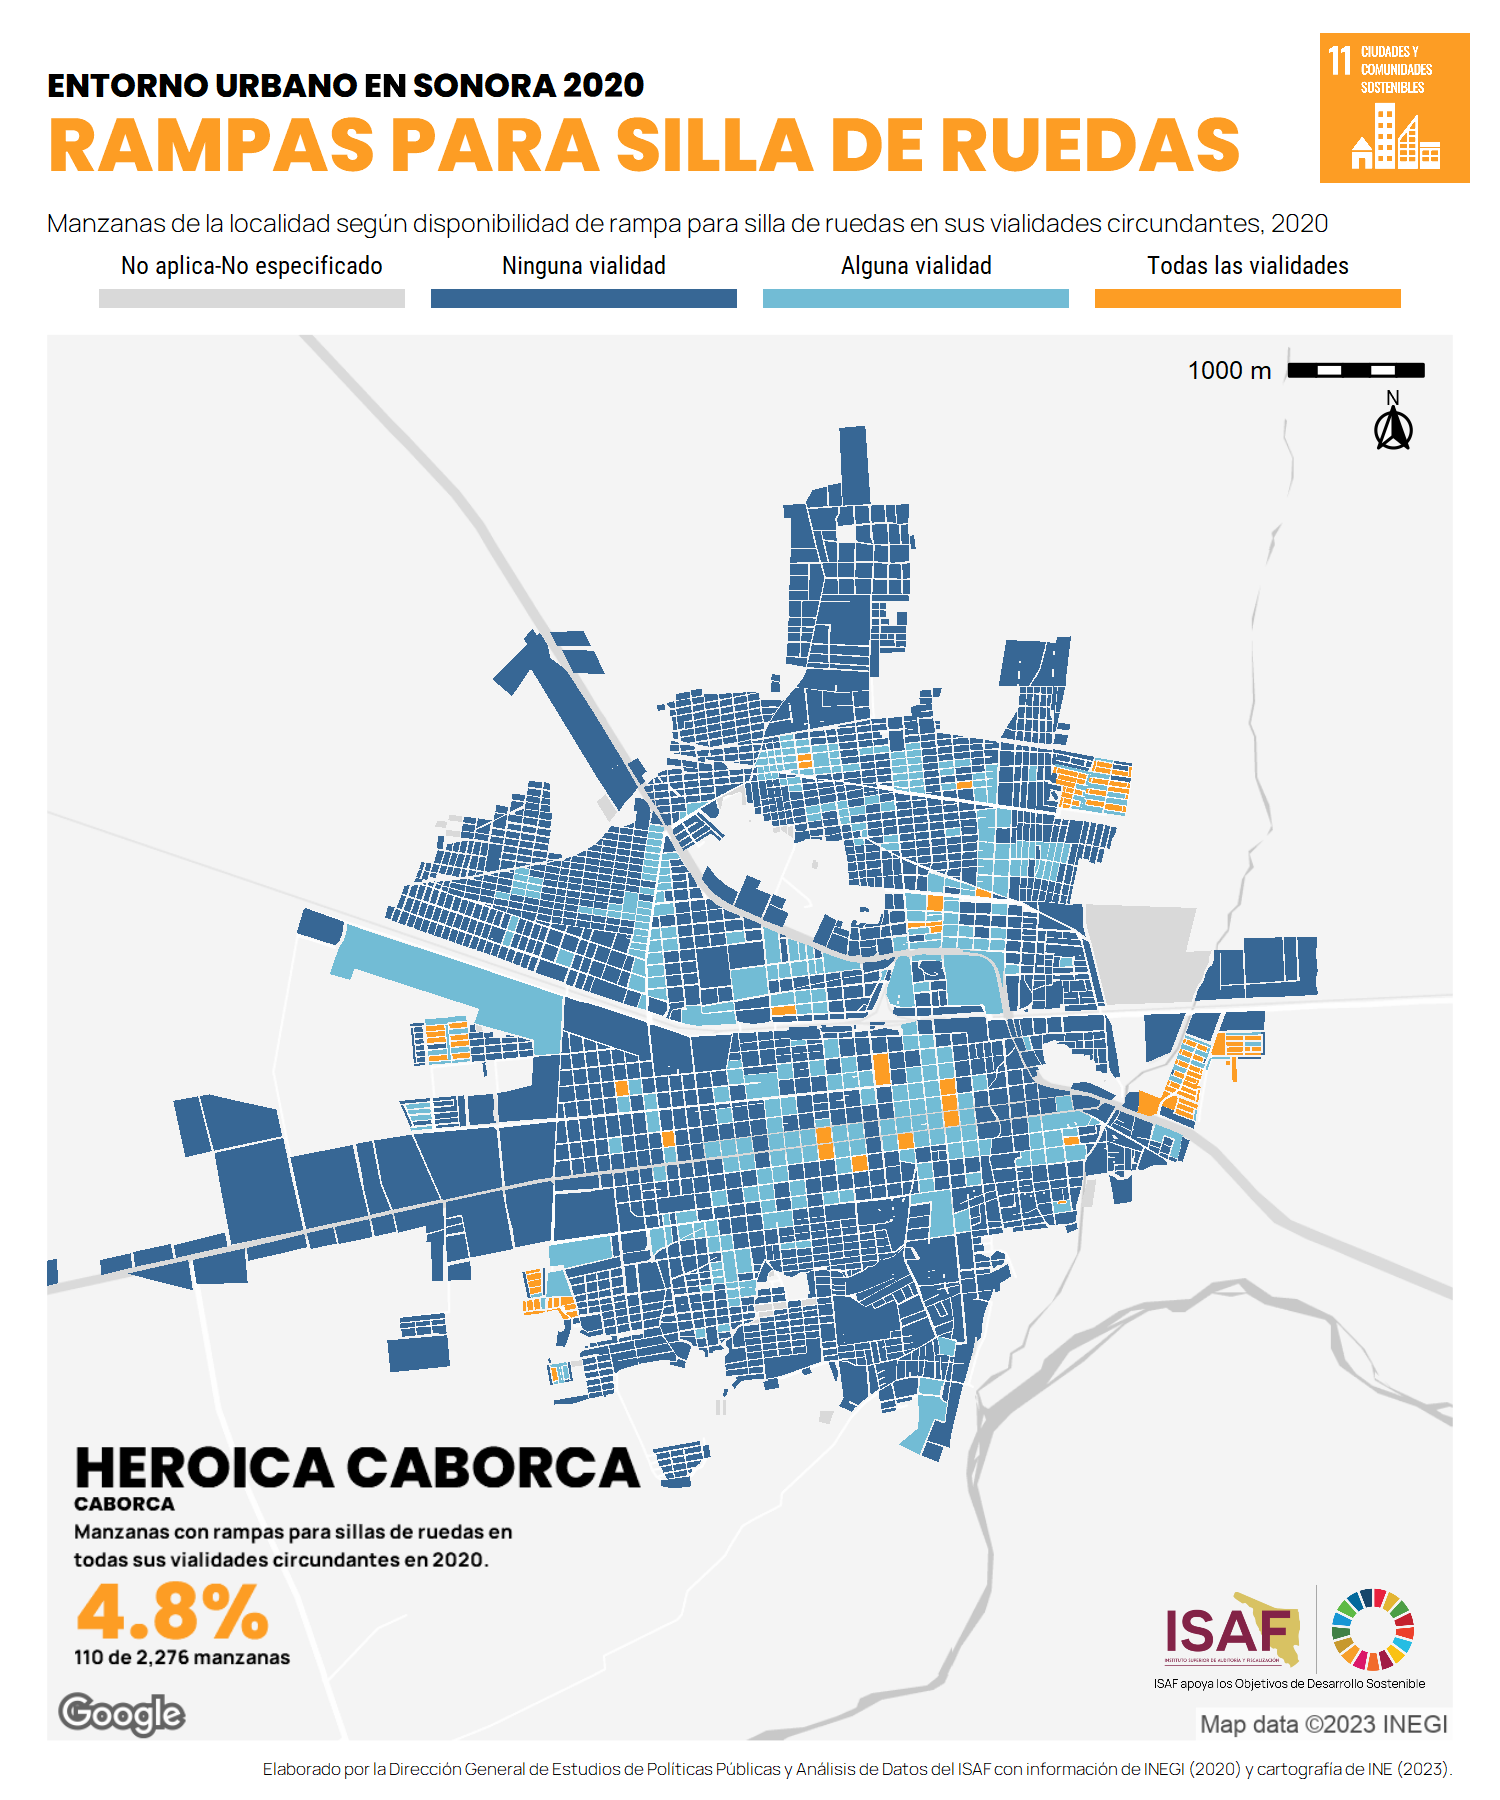 ENTORNO URBANO EN SONORA 2020
RAMPAS PARA SILLA DE RUEDAS
11 CIUDADES Y
COMUNIDADES
SOSTENIBLES
Manzanas de la localidad según disponibilidad de rampa para silla de ruedas en sus vialidades circundantes, 2020
No aplica-No especificado
Ninguna vialidad
Alguna vialidad
Todas las vialidades
1000 m
N
HEROICA CABORCA
CABORCA
Manzanas con rampas para sillas de ruedas en
todas sus vialidades circundantes en 2020.
4.8%
110 de 2,276 manzanas
ISAF
INSTITUTO SUPERIOR DE AUDITORÍA Y FISCALIZACIÓN
ISAF apoya los Objetivos de Desarrollo Sostenible
Google
Map data ©2023 INEGI
Elaborado por la Dirección General de Estudios de Políticas Públicas y Análisis de Datos del ISAF con información de INEGI (2020) y cartografía de INE (2023).